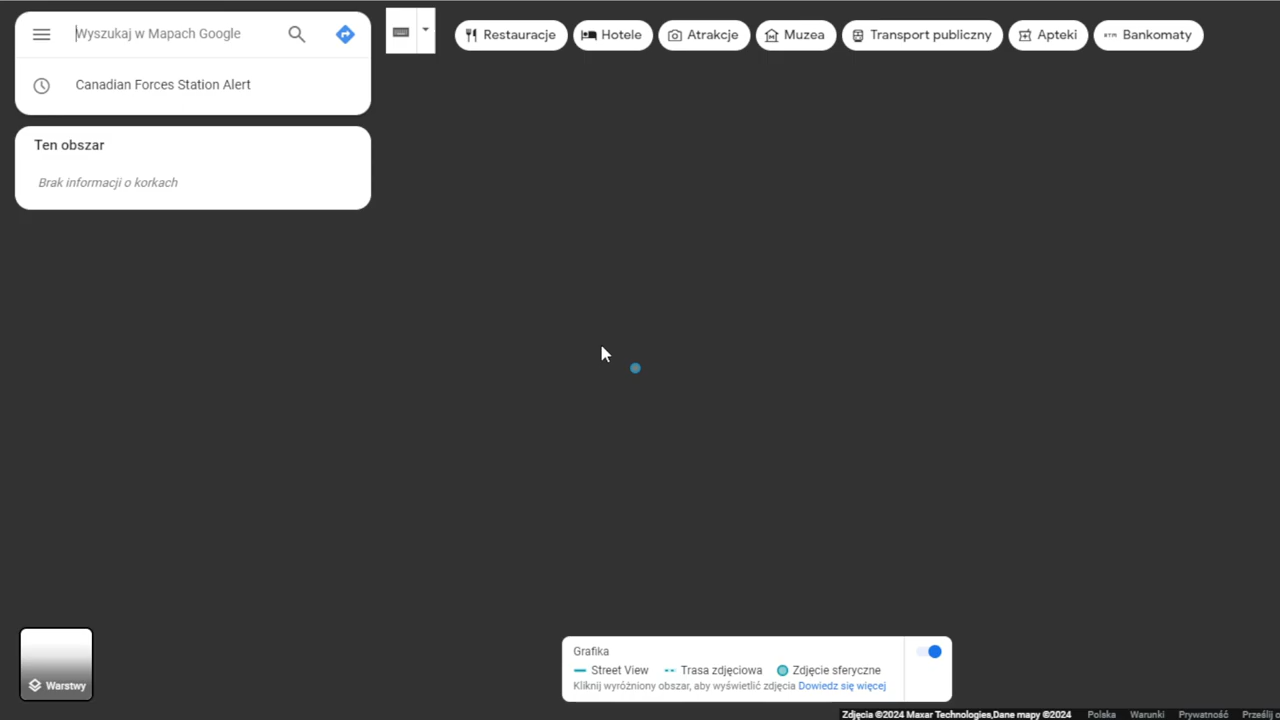 Wyszukaj w Mapach Google
Restauracje
Hotele
Atrakcje
Muzea
Transport publiczny
Apteki
ATM Bankomaty
Canadian Forces Station Alert
Ten obszar
Brak informacji o korkach
Warstwy
Grafika
Street View Trasa zdjęciowa Zdjęcie sferyczne
Kliknij wyróżniony obszar, aby wyświetlić zdjęcia Dowiedz się więcej
Zdjęcia ©2024 Maxar Technologies,Dane mapy ©2024 Polska Warunki Prywatność Prześlij o